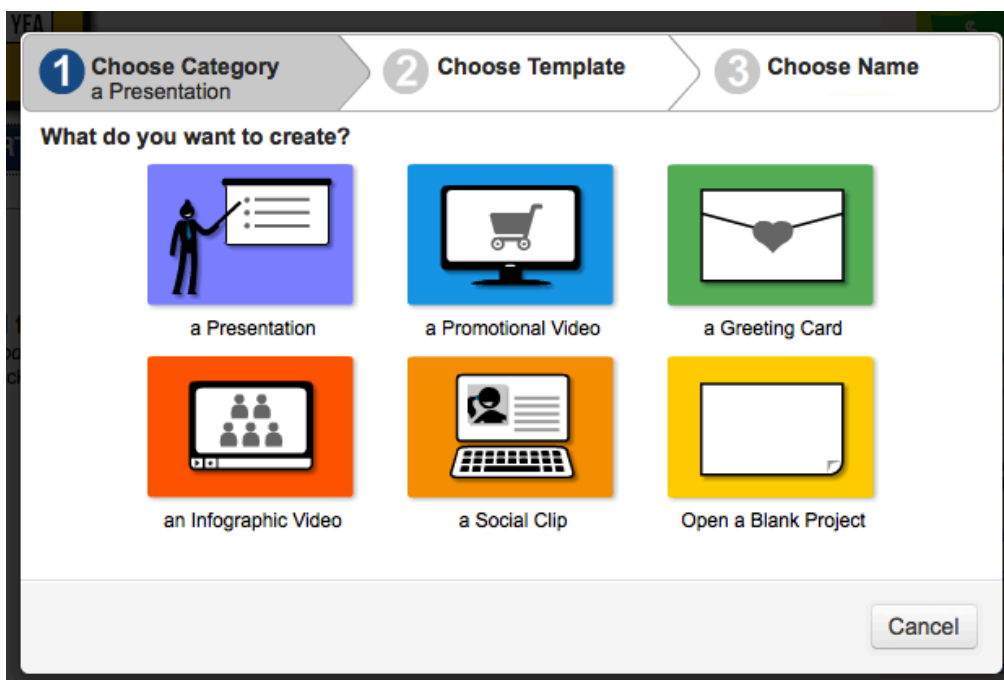 YEA
1 Choose Category
a Presentation
2 Choose Template
3 Choose Name
What do you want to create?
a Presentation
a Promotional Video
a Greeting Card
an Infographic Video
a Social Clip
Open a Blank Project
Cancel